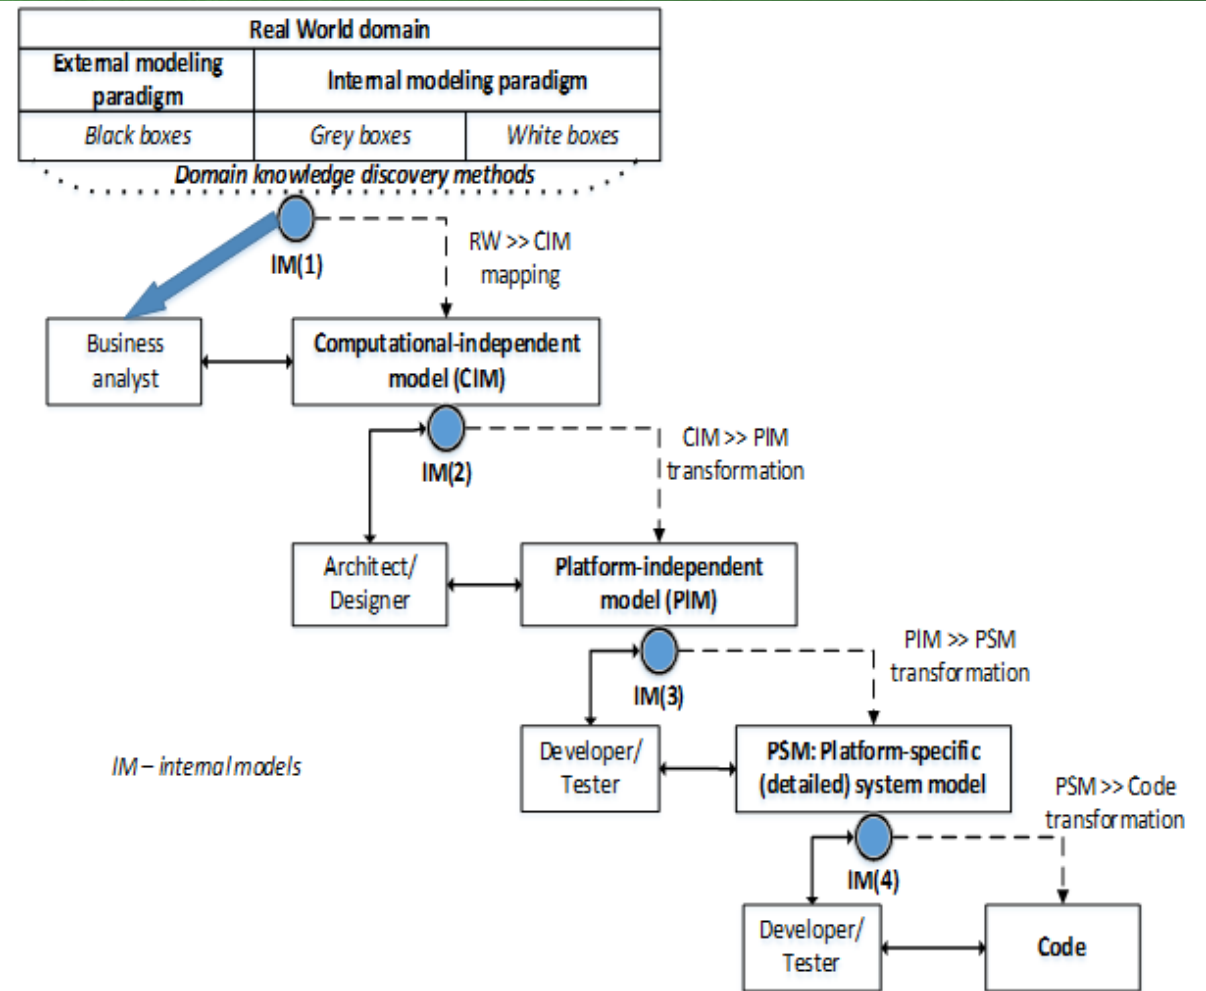 Real World domain
External modeling
paradigm
Internal modeling paradigm
Black boxes
Grey boxes
White boxes
Domain knowledge discovery methods
IM(1)
RW >> CIM
mapping
Business
analyst
Computational-independent
model (CIM)
IM(2)
CIM >> PIM
transformation
Architect/
Designer
Platform-independent
model (PIM)
IM(3)
PIM >> PSM
transformation
Developer/
Tester
PSM: Platform-specific
(detailed) system model
IM – internal models
PSM >> Code
transformation
IM(4)
Developer/
Tester
Code